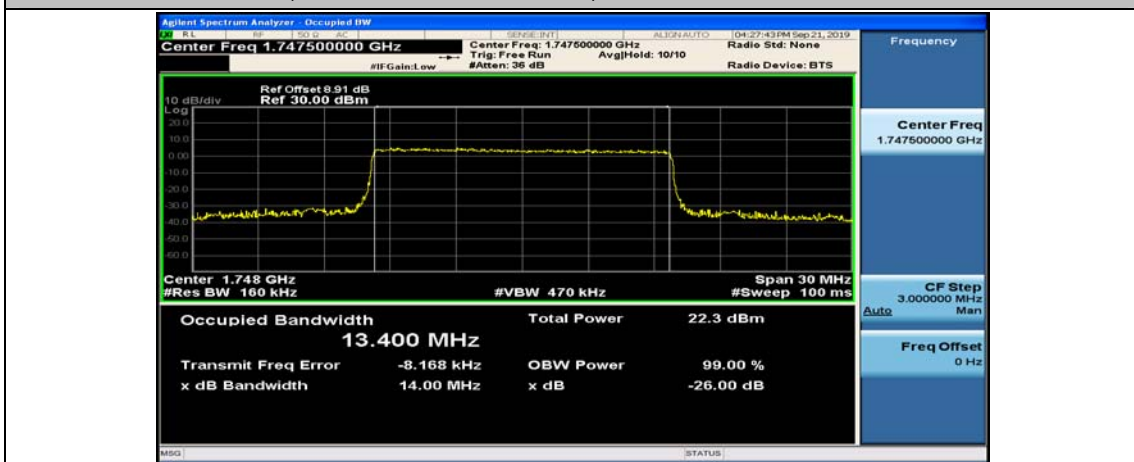 Agilent Spectrum Analyzer - Occupied BW
RL RF 50 Ω AC SENSE:INT ALIGN AUTO 04:27:43 PM Sep 21, 2019
Center Freq 1.747500000 GHz Center Freq: 1.747500000 GHz Radio Std: None
Trig: Free Run Avg|Hold: 10/10
#IFGain:Low #Atten: 36 dB Radio Device: BTS
Frequency
Ref Offset 8.91 dB
10 dB/div Ref 30.00 dBm
Log
20.0
10.0
0.00
-10.0
-20.0
-30.0
-40.0
-50.0
-60.0
Center Freq
1.747500000 GHz
Center 1.748 GHz Span 30 MHz
#Res BW 160 kHz #VBW 470 kHz #Sweep 100 ms
CF Step
3.000000 MHz
Auto Man
Occupied Bandwidth Total Power 22.3 dBm
13.400 MHz
Transmit Freq Error -8.168 kHz OBW Power 99.00 %
x dB Bandwidth 14.00 MHz x dB -26.00 dB
Freq Offset
0 Hz
MSG STATUS